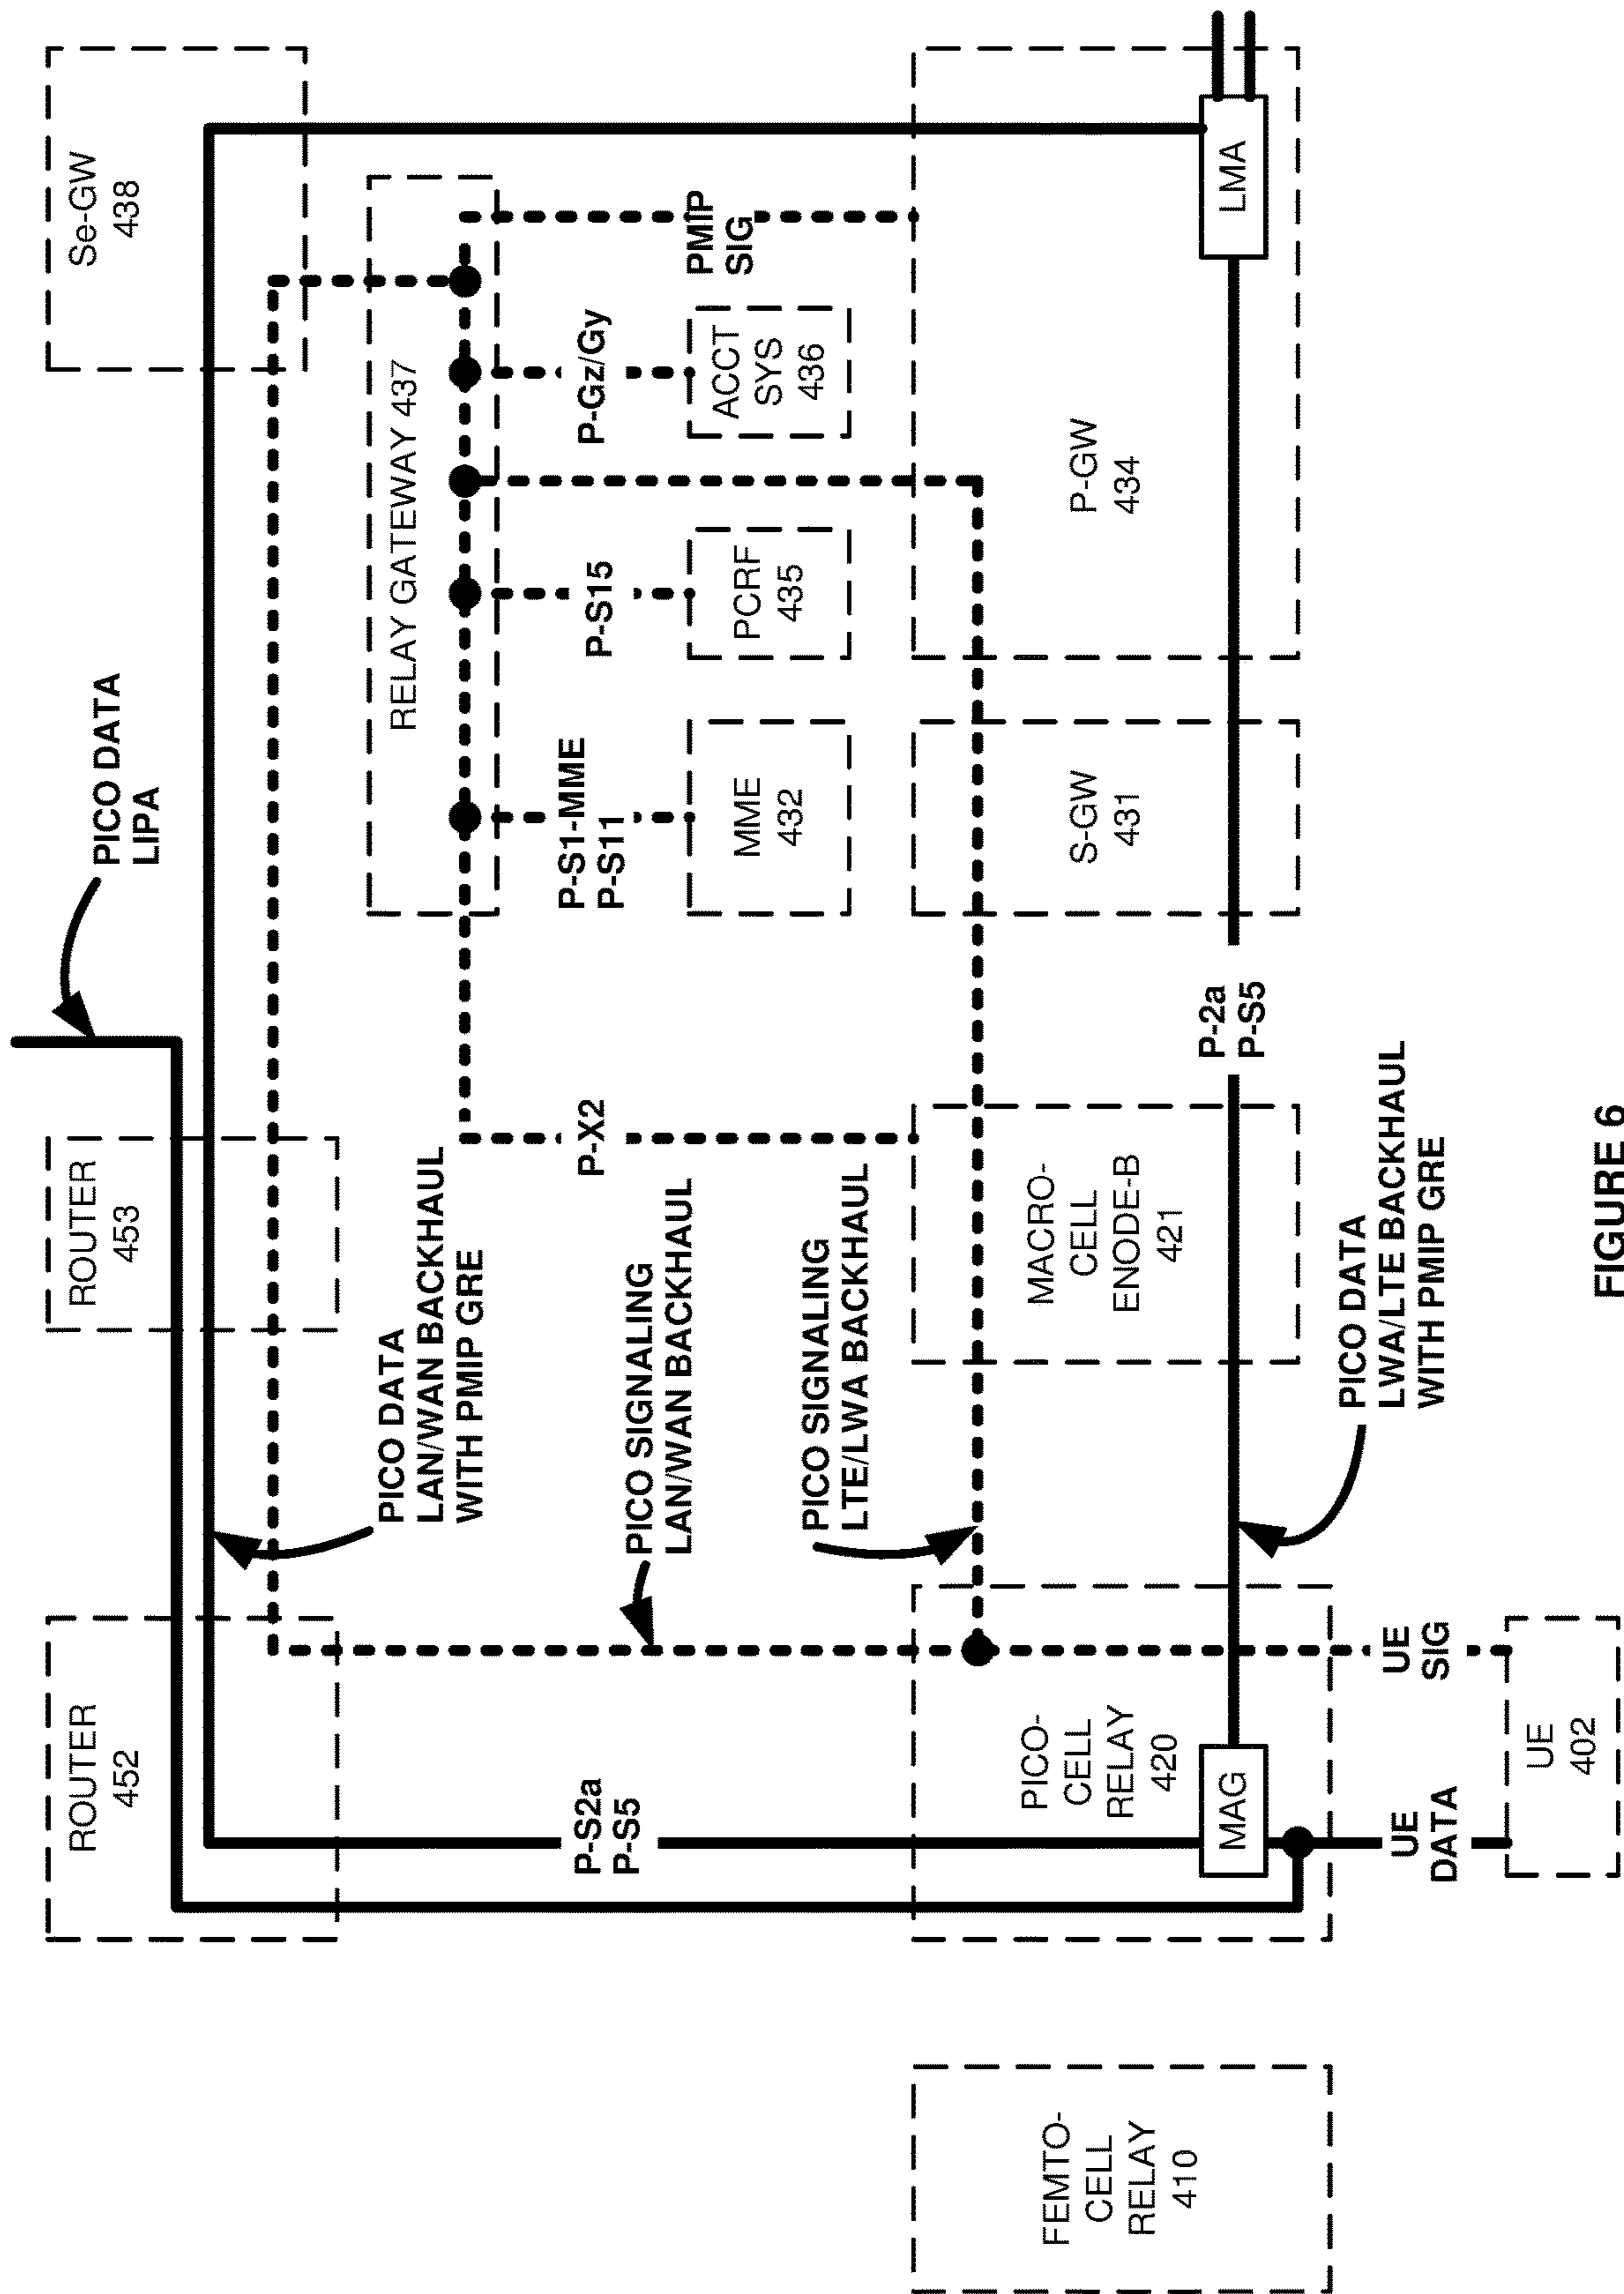 ROUTER
452
ROUTER
453
PICO DATA
LIPA
Se-GW
438
PICO DATA
LAN/WAN BACKHAUL
WITH PMIP GRE
RELAY GATEWAY 437
P-S2a
P-S5
PICO SIGNALING
LAN/WAN BACKHAUL
P-X2
P-S1-MME
P-S11
P-S15
P-Gz/Gy
PMIP
SIG
MME
432
PCRF
435
ACCT
SYS
436
PICO SIGNALING
LTE/LWA BACKHAUL
FEMTO-
CELL
RELAY
410
PICO-
CELL
RELAY
420
MACRO-
CELL
ENODE-B
421
S-GW
431
P-GW
434
MAG
P-2a
P-S5
LMA
PICO DATA
LWA/LTE BACKHAUL
WITH PMIP GRE
UE
DATA
UE
SIG
UE
402
FIGURE 6